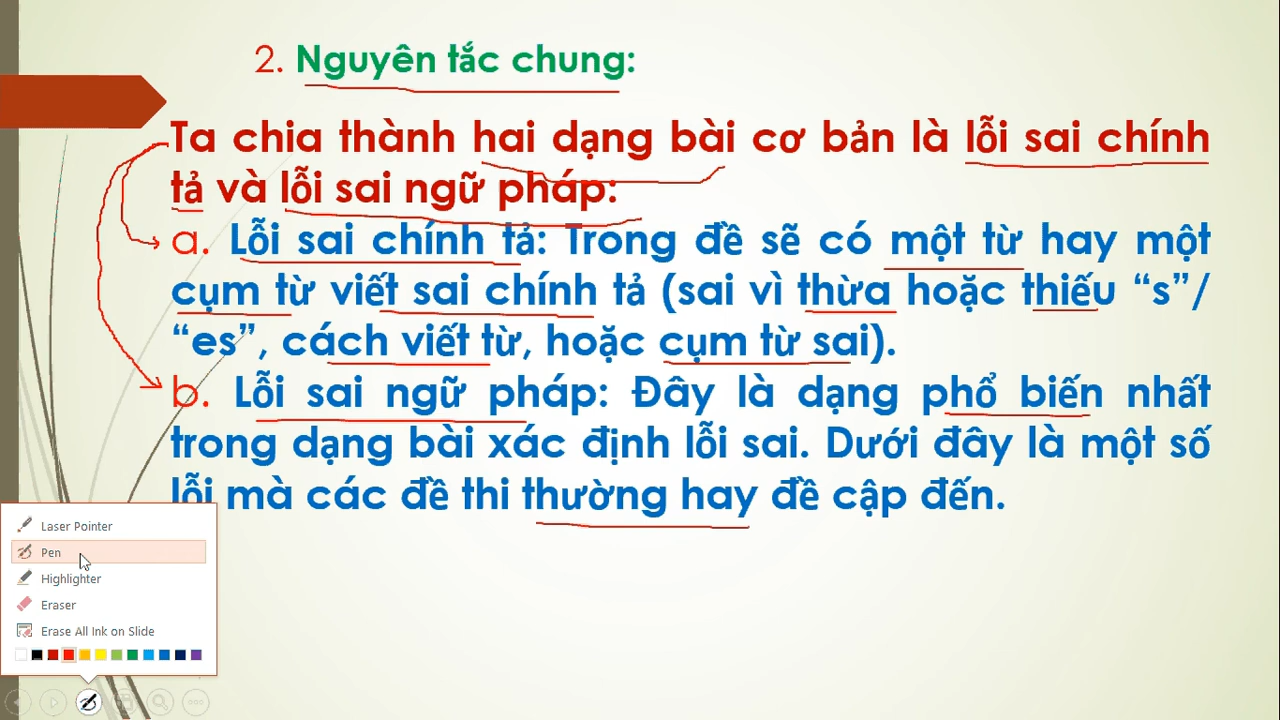 2. Nguyên tắc chung:
Ta chia thành hai dạng bài cơ bản là lỗi sai chính
tả và lỗi sai ngữ pháp:
a. Lỗi sai chính tả: Trong đề sẽ có một từ hay một
cụm từ viết sai chính tả (sai vì thừa hoặc thiếu “s”/
“es”, cách viết từ, hoặc cụm từ sai).
b. Lỗi sai ngữ pháp: Đây là dạng phổ biến nhất
trong dạng bài xác định lỗi sai. Dưới đây là một số
lỗi mà các đề thi thường hay đề cập đến.
Laser Pointer
Pen
Highlighter
Eraser
Erase All Ink on Slide